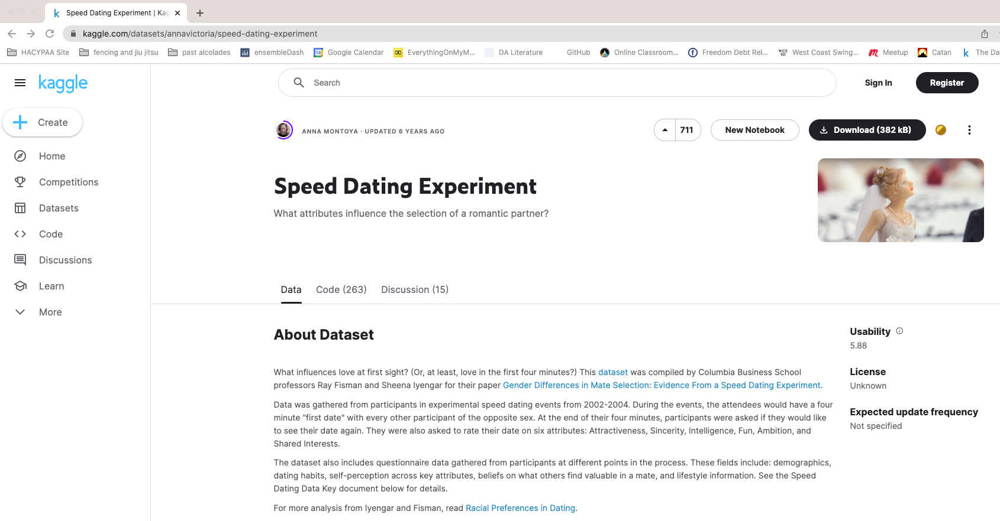 Speed Dating Experiment | Kag
kaggle.com/datasets/annavictoria/speed-dating-experiment
HACYPAA Site fencing and jiu jitsu past alcolades ensembleDash 14 Google Calendar EverythingOnMyM... DA Literature GitHub Online Classroom... Freedom Debt Rel... WCS SD West Coast Swing... Meetup Catan The Da
kaggle
Search
Sign In
Register
Create
Home
Competitions
Datasets
Code
Discussions
Learn
More
ANNA MONTOYA · UPDATED 6 YEARS AGO
711
New Notebook
Download (382 kB)
Speed Dating Experiment
What attributes influence the selection of a romantic partner?
Data Code (263) Discussion (15)
About Dataset
What influences love at first sight? (Or, at least, love in the first four minutes?) This dataset was compiled by Columbia Business School
professors Ray Fisman and Sheena Iyengar for their paper Gender Differences in Mate Selection: Evidence From a Speed Dating Experiment.
Data was gathered from participants in experimental speed dating events from 2002-2004. During the events, the attendees would have a four
minute "first date" with every other participant of the opposite sex. At the end of their four minutes, participants were asked if they would like
to see their date again. They were also asked to rate their date on six attributes: Attractiveness, Sincerity, Intelligence, Fun, Ambition, and
Shared Interests.
The dataset also includes questionnaire data gathered from participants at different points in the process. These fields include: demographics,
dating habits, self-perception across key attributes, beliefs on what others find valuable in a mate, and lifestyle information. See the Speed
Dating Data Key document below for details.
For more analysis from Iyengar and Fisman, read Racial Preferences in Dating.
Usability
5.88
License
Unknown
Expected update frequency
Not specified